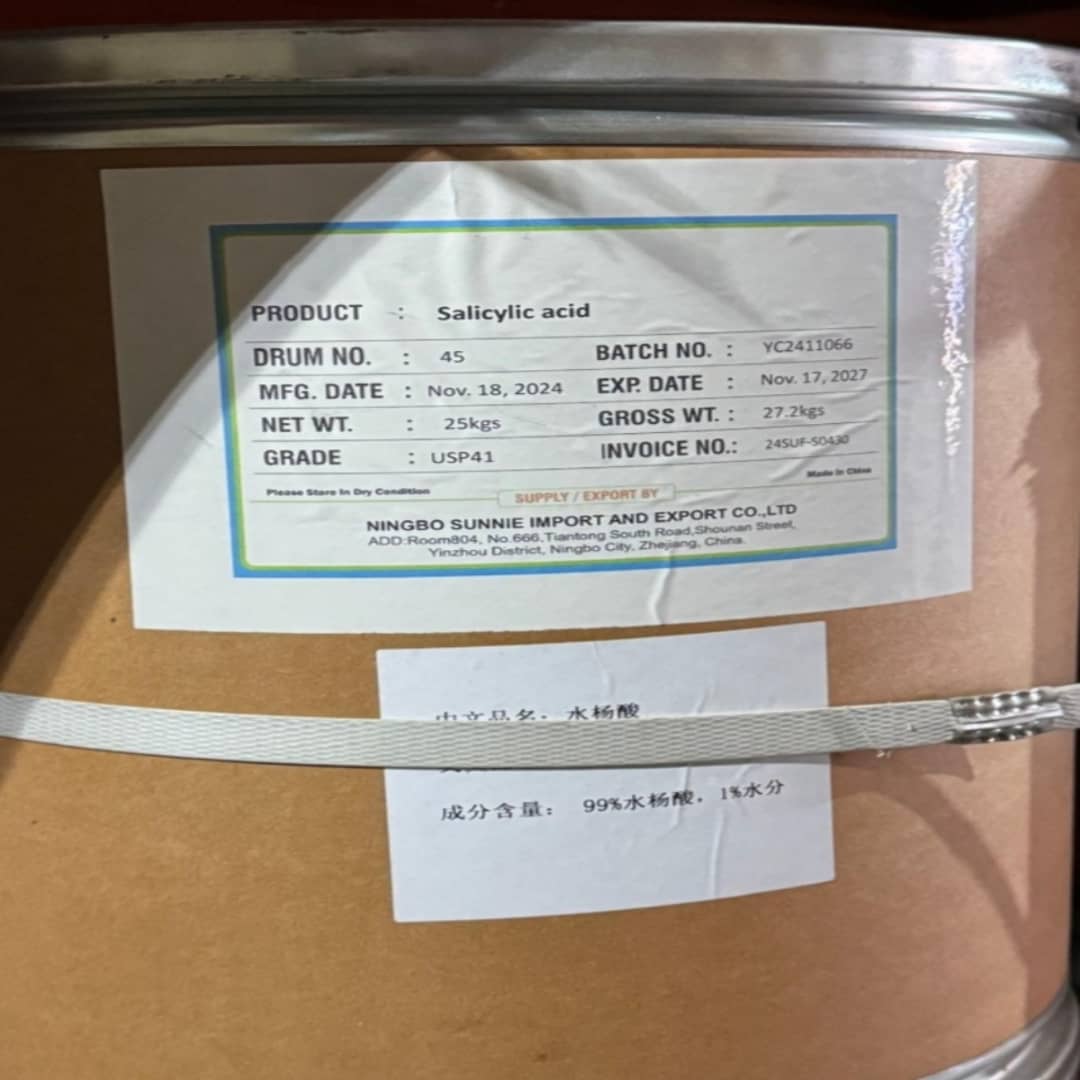 PRODUCT : Salicylic acid
DRUM NO. : 45 BATCH NO. : YC2411066
MFG. DATE : Nov. 18, 2024 EXP. DATE : Nov. 17, 2027
NET WT. : 25kgs GROSS WT. : 27.2kgs
GRADE : USP41 INVOICE NO.: 24SUF-S0430
Please Store In Dry Condition Made In China
SUPPLY / EXPORT BY
NINGBO SUNNIE IMPORT AND EXPORT CO.,LTD
ADD:Room804, No.666,Tiantong South Road,Shounan Street,
Yinzhou District, Ningbo City, Zhejiang, China.
中文品名: 水杨酸
成分含量: 99%水杨酸, 1%水分